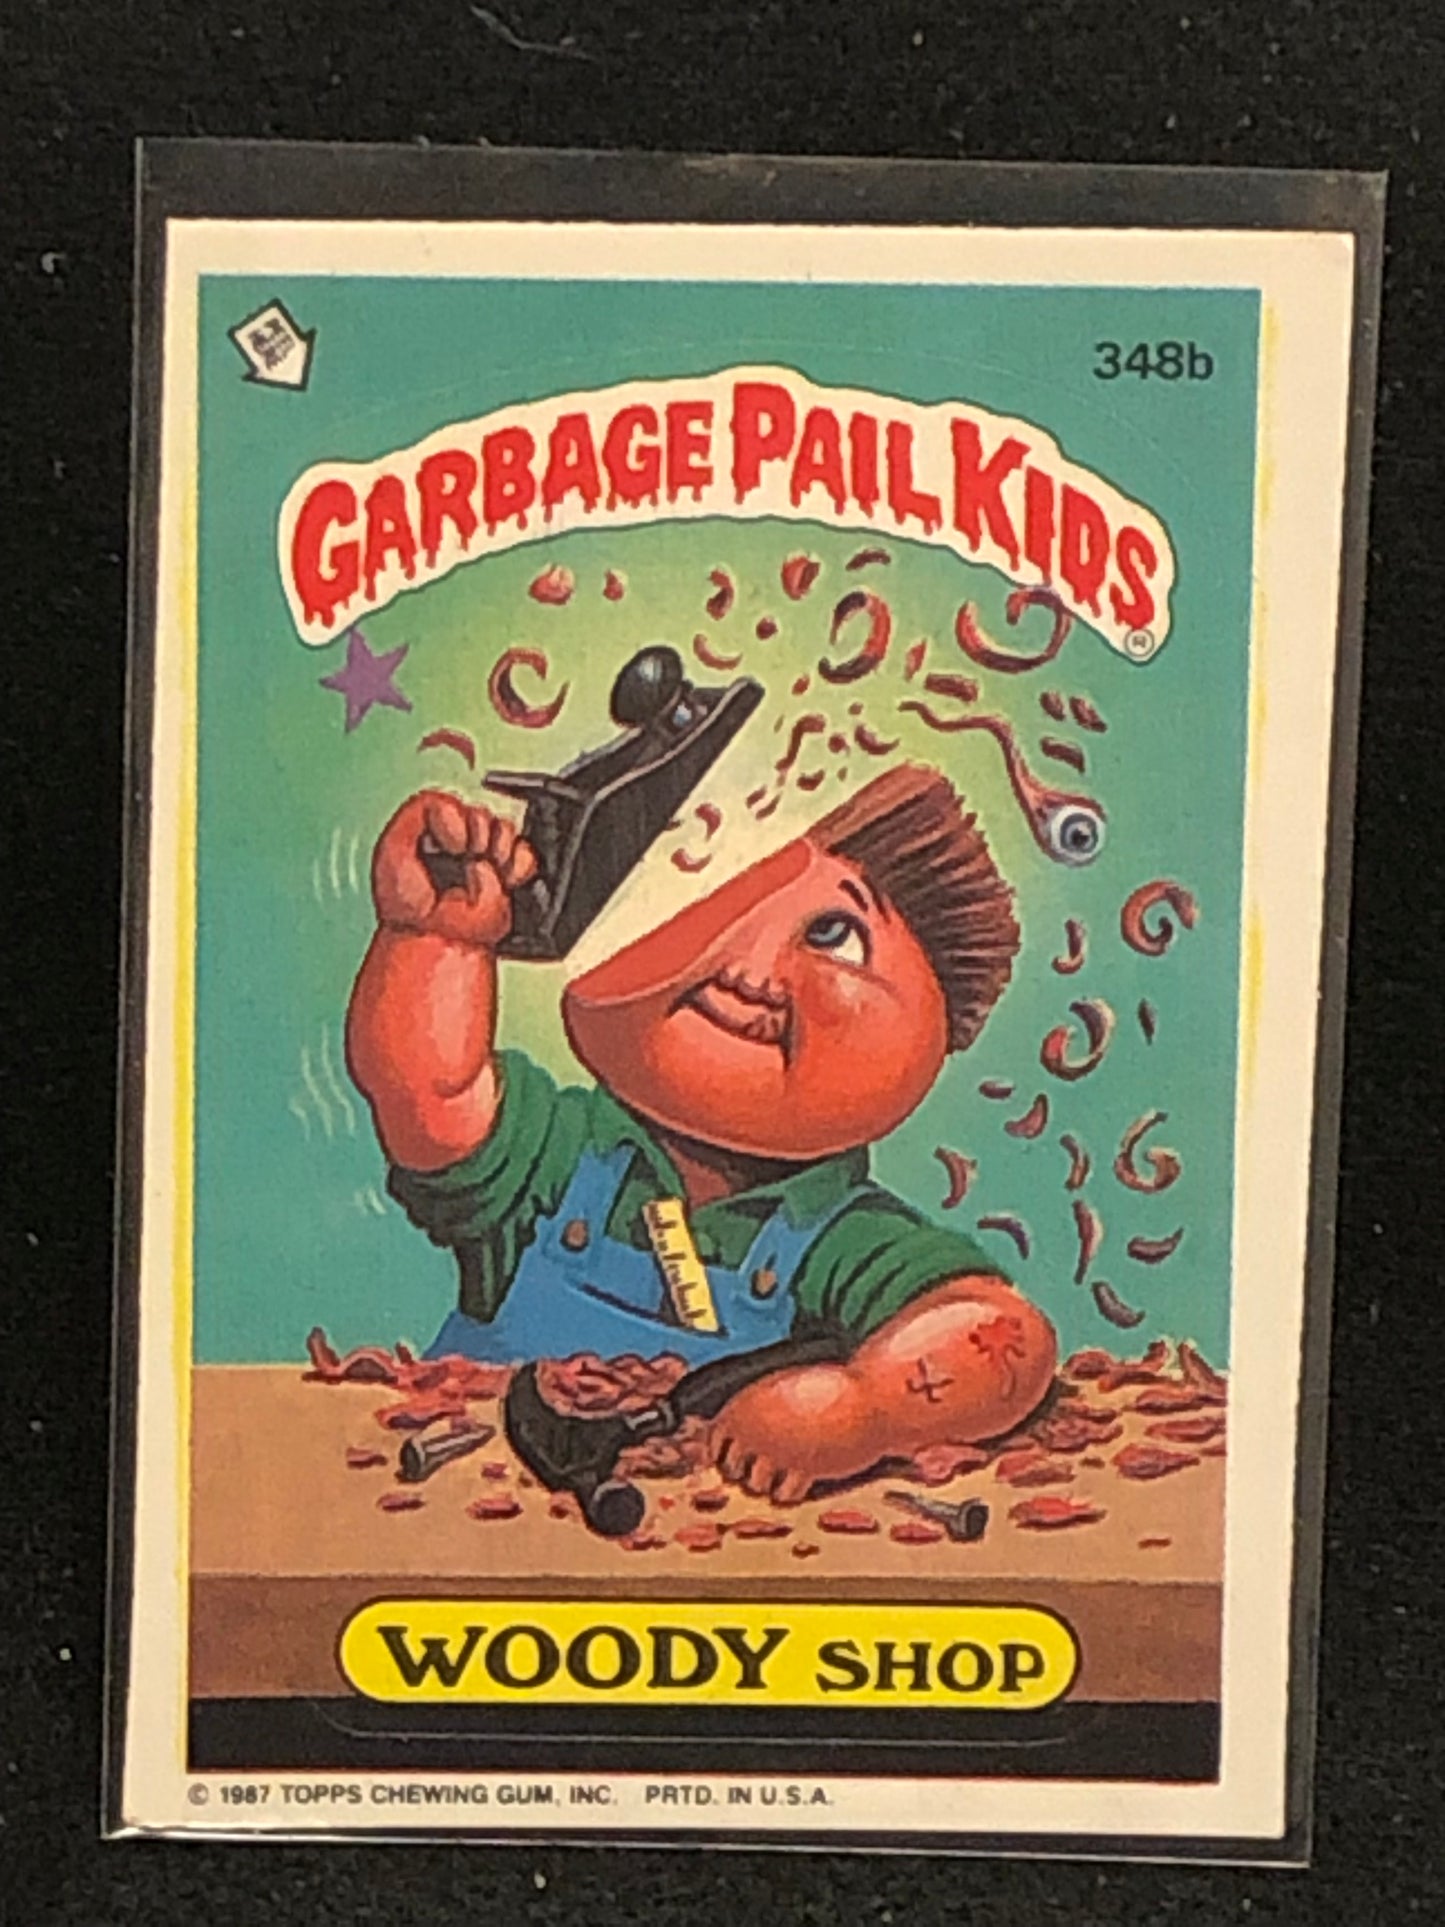 348b
GARBAGE PAIL KIDS
®
WOODY SHOP
© 1987 TOPPS CHEWING GUM, INC. PRTD. IN U.S.A.